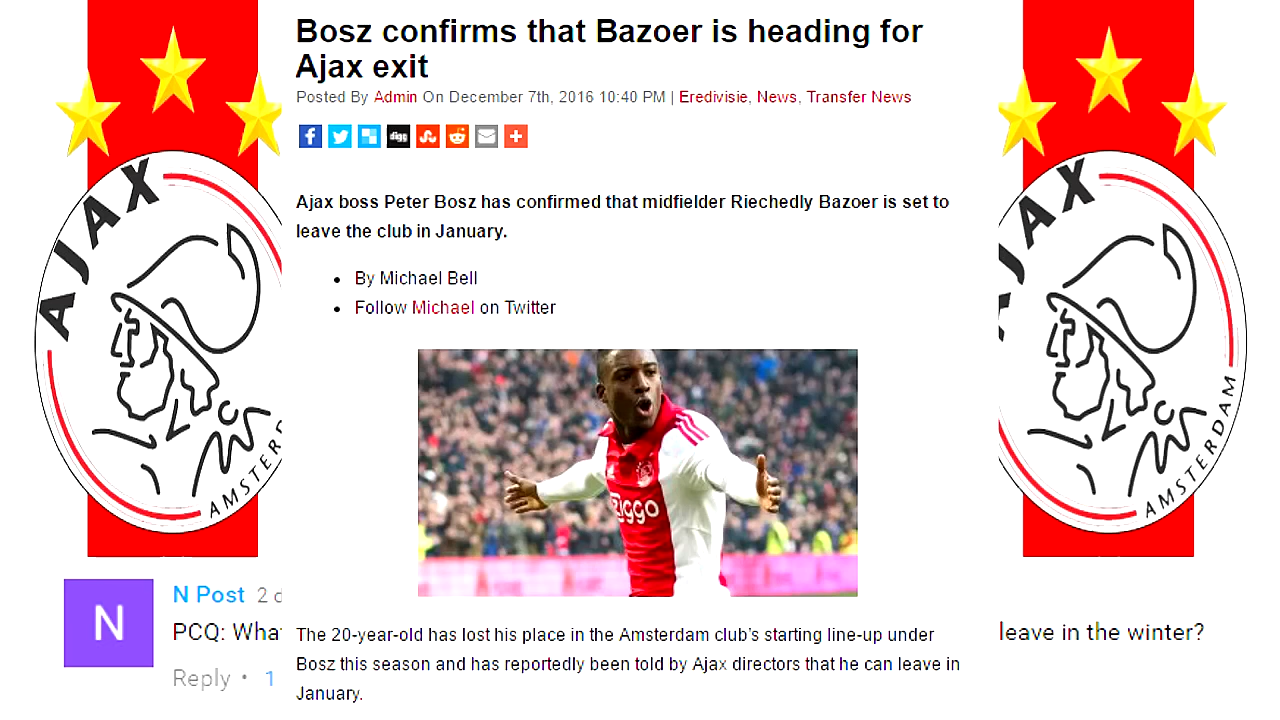 Bosz confirms that Bazoer is heading for
Ajax exit
Posted By Admin On December 7th, 2016 10:40 PM | Eredivisie, News, Transfer News
digg
Ajax boss Peter Bosz has confirmed that midfielder Riechedly Bazoer is set to
leave the club in January.
• By Michael Bell
• Follow Michael on Twitter
ZIGGO
The 20-year-old has lost his place in the Amsterdam club's starting line-up under
Bosz this season and has reportedly been told by Ajax directors that he can leave in
January.
AJAX
AMSTER
AJAX
AMSTERDAM
N
N Post 2 d
PCQ: What
leave in the winter?
Reply • 1